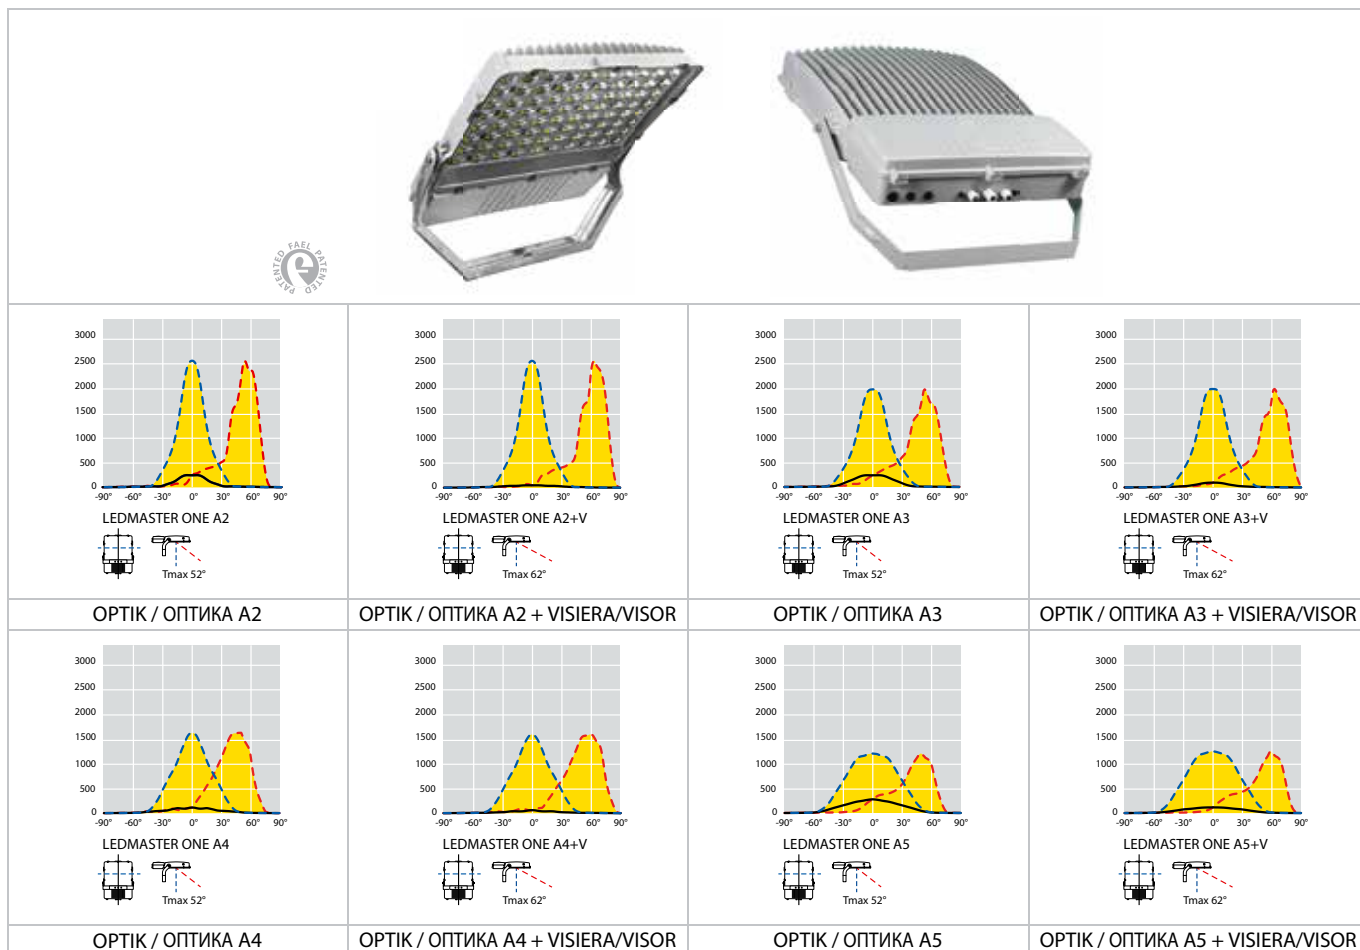 PATENTED FAEL PATENTED
3000
2500
2000
1500
1000
500
0
-90° -60° -30° 0° 30° 60° 90°
LEDMASTER ONE A2
Tmax 52°
OPTIK / ОПТИКА A2
3000
2500
2000
1500
1000
500
0
-90° -60° -30° 0° 30° 60° 90°
LEDMASTER ONE A2+V
Tmax 62°
OPTIK / ОПТИКА A2 + VISIERA/VISOR
3000
2500
2000
1500
1000
500
0
-90° -60° -30° 0° 30° 60° 90°
LEDMASTER ONE A3
Tmax 52°
OPTIK / ОПТИКА A3
3000
2500
2000
1500
1000
500
0
-90° -60° -30° 0° 30° 60° 90°
LEDMASTER ONE A3+V
Tmax 62°
OPTIK / ОПТИКА A3 + VISIERA/VISOR
3000
2500
2000
1500
1000
500
0
-90° -60° -30° 0° 30° 60° 90°
LEDMASTER ONE A4
Tmax 52°
OPTIK / ОПТИКА A4
3000
2500
2000
1500
1000
500
0
-90° -60° -30° 0° 30° 60° 90°
LEDMASTER ONE A4+V
Tmax 62°
OPTIK / ОПТИКА A4 + VISIERA/VISOR
3000
2500
2000
1500
1000
500
0
-90° -60° -30° 0° 30° 60° 90°
LEDMASTER ONE A5
Tmax 52°
OPTIK / ОПТИКА A5
3000
2500
2000
1500
1000
500
0
-90° -60° -30° 0° 30° 60° 90°
LEDMASTER ONE A5+V
Tmax 62°
OPTIK / ОПТИКА A5 + VISIERA/VISOR